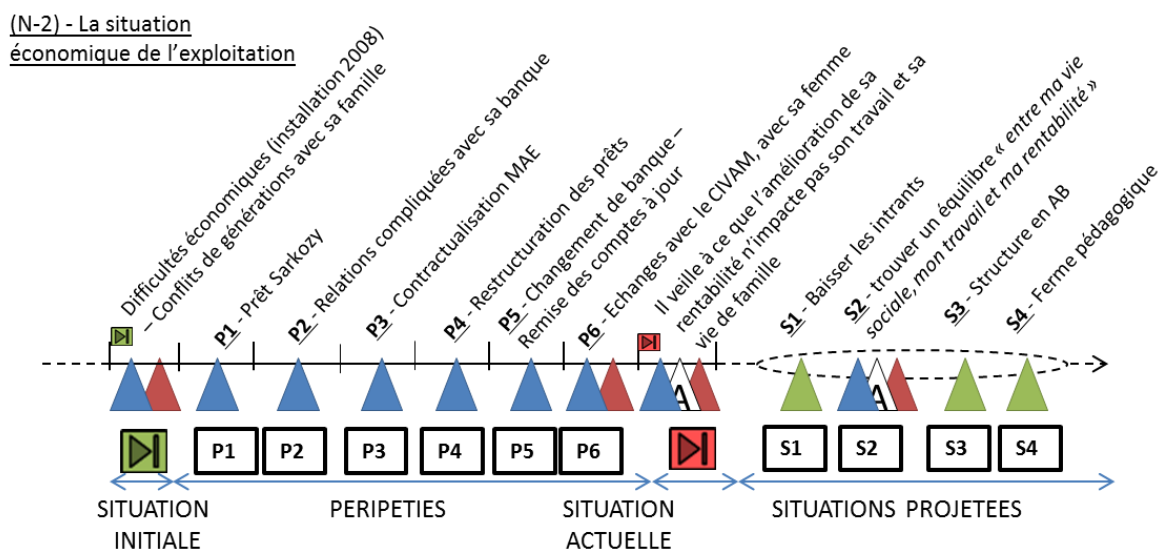 (N-2) - La situation
économique de l'exploitation
Difficultés économiques (installation 2008)
– Conflits de générations avec sa famille
P1 - Prêt Sarkozy
P2 - Relations compliquées avec sa banque
P3 - Contractualisation MAE
P4 - Restructuration des prêts
P5 - Changement de banque –
Remise des comptes à jour
P6 - Echanges avec le CIVAM, avec sa femme
Il veille à ce que l'amélioration de sa
rentabilité n'impacte pas son travail et sa
vie de famille
S1 - Baisser les intrants
S2 - trouver un équilibre « entre ma vie
sociale, mon travail et ma rentabilité »
S3 - Structure en AB
S4 - Ferme pédagogique
A
A
P1
P2
P3
P4
P5
P6
S1
S2
S3
S4
SITUATION
INITIALE
PERIPETIES
SITUATION
ACTUELLE
SITUATIONS PROJETEES